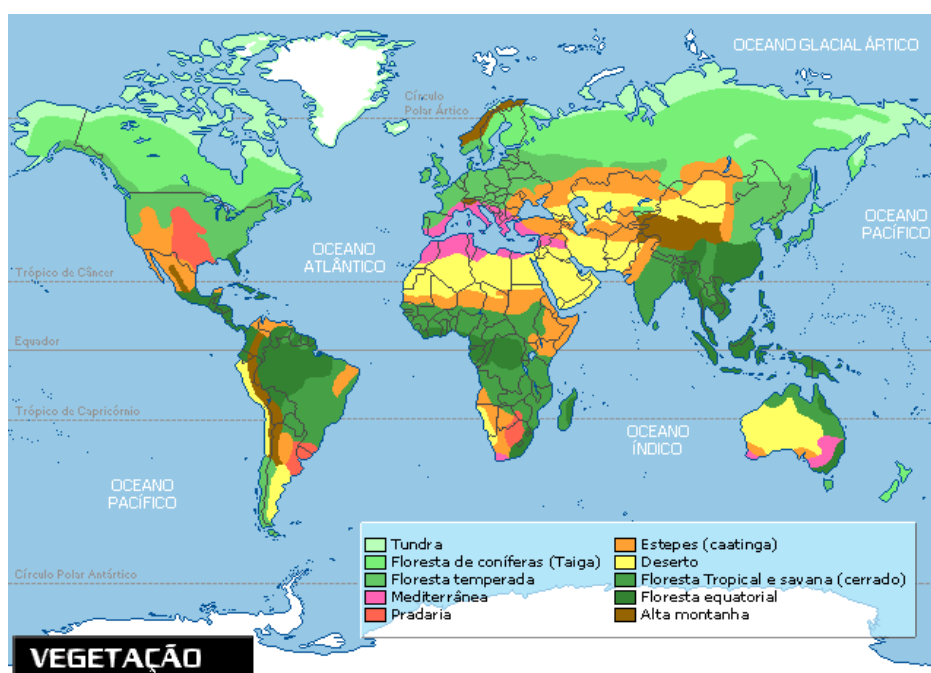 OCEANO GLACIAL ÁRTICO
Círculo
Polar Ártico
OCEANO
PACÍFICO
OCEANO
ATLÂNTICO
Trópico de Câncer
Equador
Trópico de Capricórnio
OCEANO
ÍNDICO
OCEANO
PACÍFICO
Círculo Polar Antártico
Tundra
Floresta de coníferas (Taiga)
Floresta temperada
Mediterrânea
Pradaria
Estepes (caatinga)
Deserto
Floresta Tropical e savana (cerrado)
Floresta equatorial
Alta montanha
VEGETAÇÃO